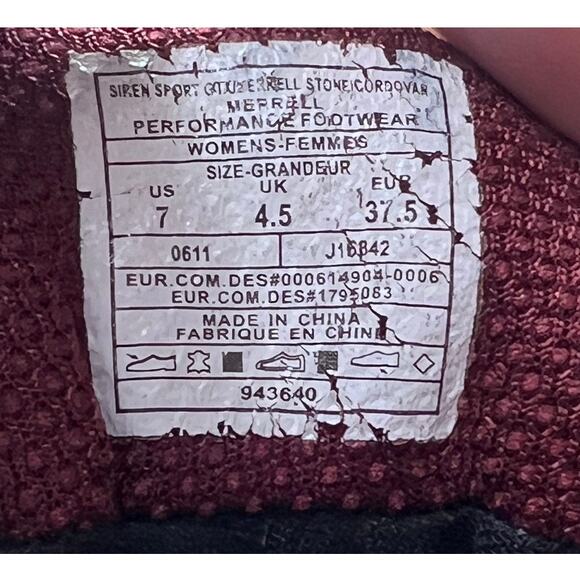 SIREN SPORT GTX/MERRELL STONE/CORDOVAN
MERRELL
PERFORMANCE FOOTWEAR
WOMENS-FEMMES
SIZE-GRANDEUR
US UK EUR
7 4.5 37.5
0611 J16842
EUR.COM.DES#000614904-0006
EUR.COM.DES#1795083
MADE IN CHINA
FABRIQUE EN CHINE
943640